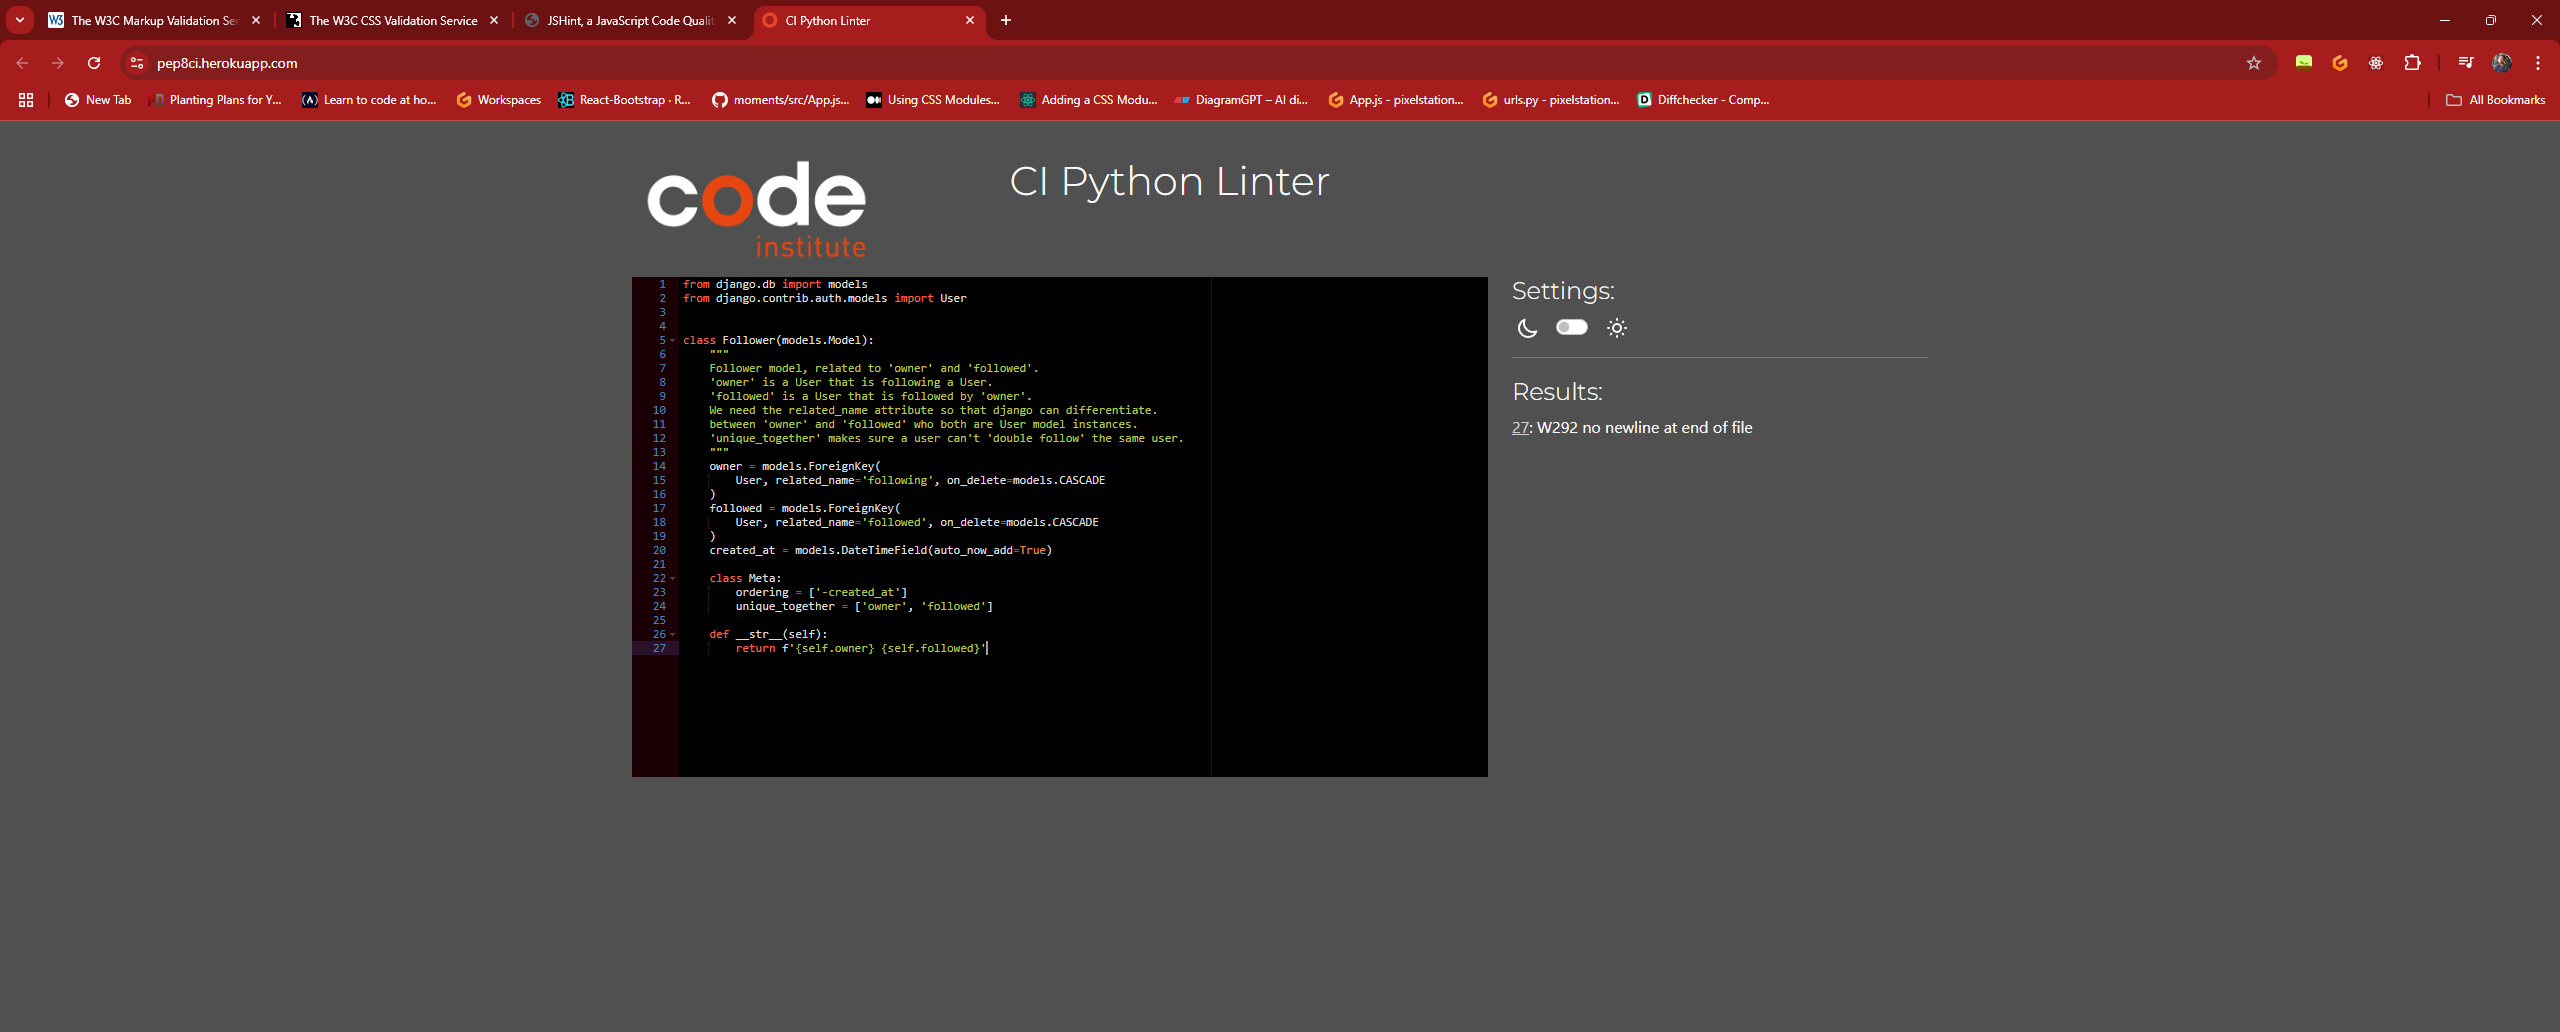 The W3C Markup Validation Se
The W3C CSS Validation Service
JSHint, a JavaScript Code Qualit
CI Python Linter
pep8ci.herokuapp.com
New Tab
Planting Plans for Y...
Learn to code at ho...
Workspaces
React-Bootstrap · R...
moments/src/App.js...
Using CSS Modules...
Adding a CSS Modu...
DiagramGPT – AI di...
App.js - pixelstation...
urls.py - pixelstation...
Diffchecker - Comp...
All Bookmarks
code
institute
CI Python Linter
1 from django.db import models
2 from django.contrib.auth.models import User
3
4
5 class Follower(models.Model):
6     """
7     Follower model, related to 'owner' and 'followed'.
8     'owner' is a User that is following a User.
9     'followed' is a User that is followed by 'owner'.
10     We need the related_name attribute so that django can differentiate.
11     between 'owner' and 'followed' who both are User model instances.
12     'unique_together' makes sure a user can't 'double follow' the same user.
13     """
14     owner = models.ForeignKey(
15         User, related_name='following', on_delete=models.CASCADE
16     )
17     followed = models.ForeignKey(
18         User, related_name='followed', on_delete=models.CASCADE
19     )
20     created_at = models.DateTimeField(auto_now_add=True)
21
22     class Meta:
23         ordering = ['-created_at']
24         unique_together = ['owner', 'followed']
25
26     def __str__(self):
27         return f'{self.owner} {self.followed}'
Settings:
Results:
27: W292 no newline at end of file